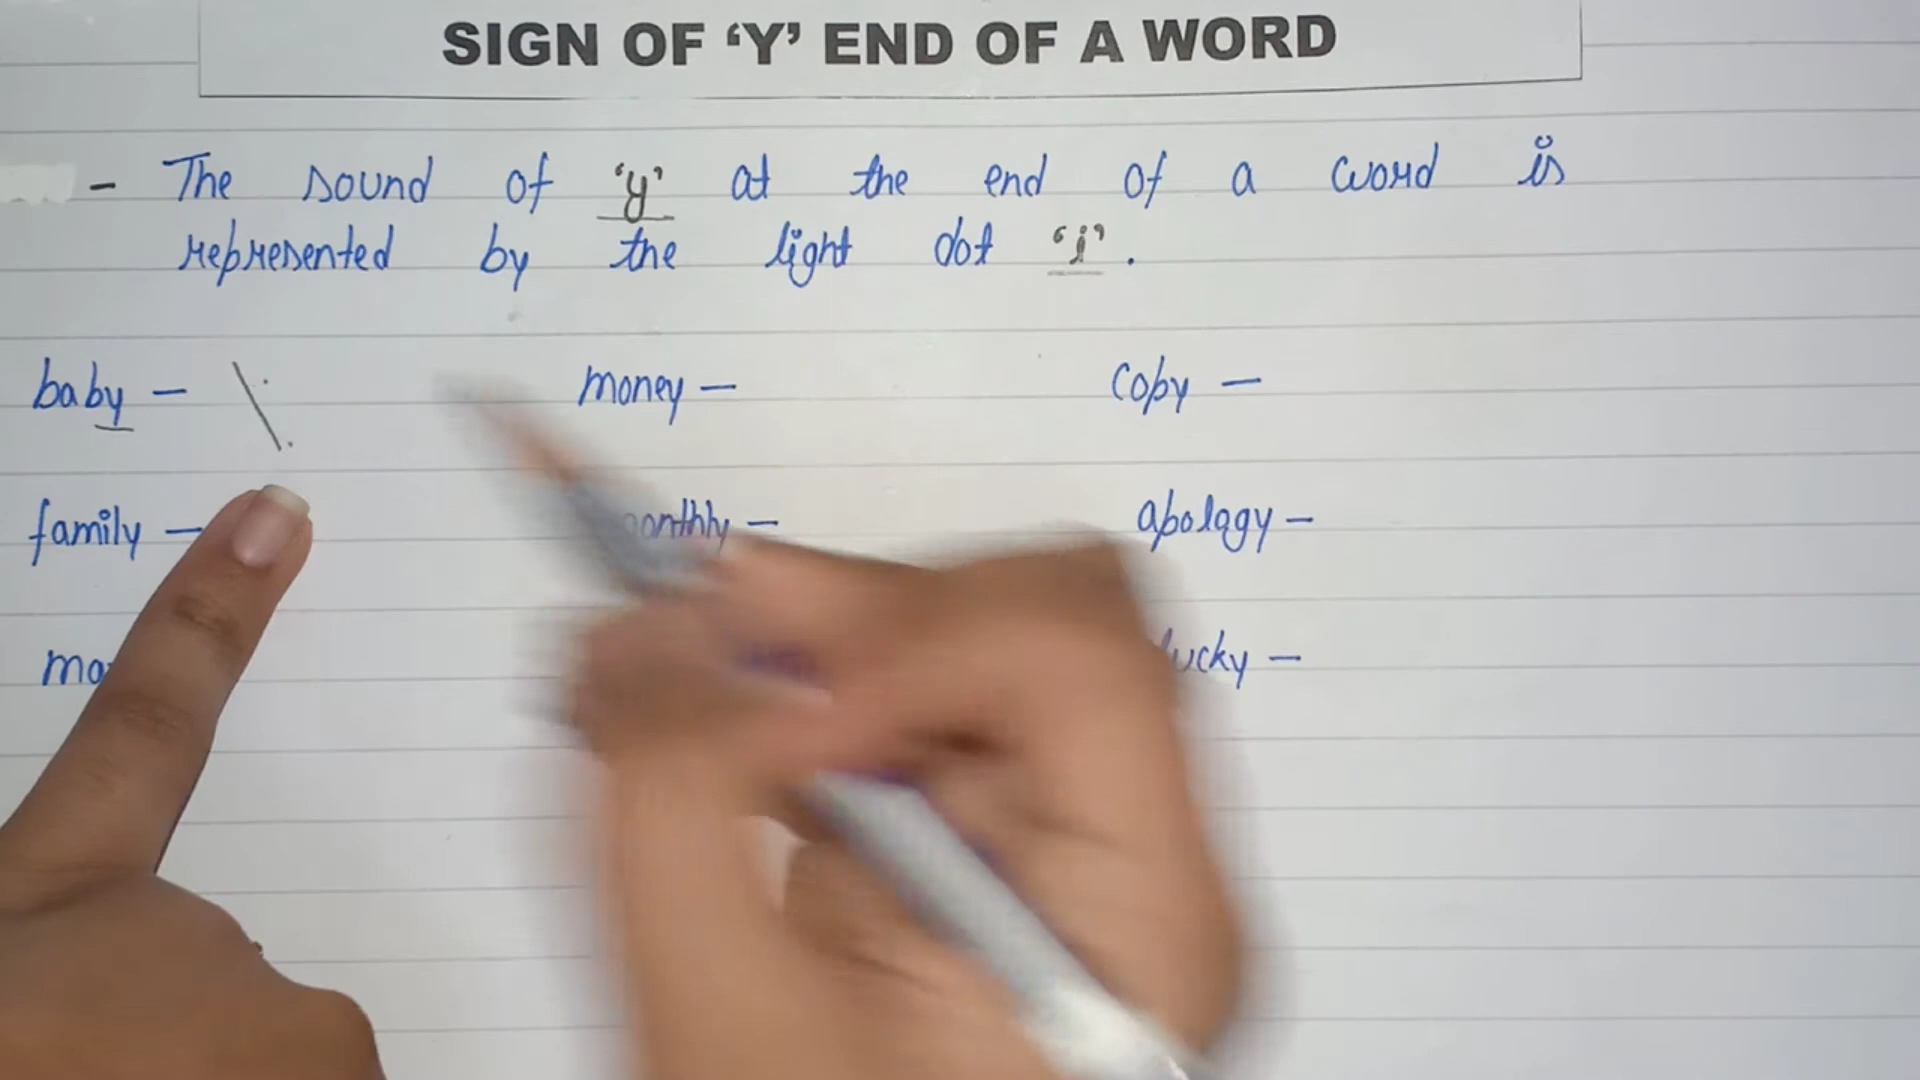 SIGN OF ‘Y’ END OF A WORD
- The sound of ‘y’ at the end of a word is
represented by the light dot ‘i’.
baby – money – copy –
family – apology –
lucky –